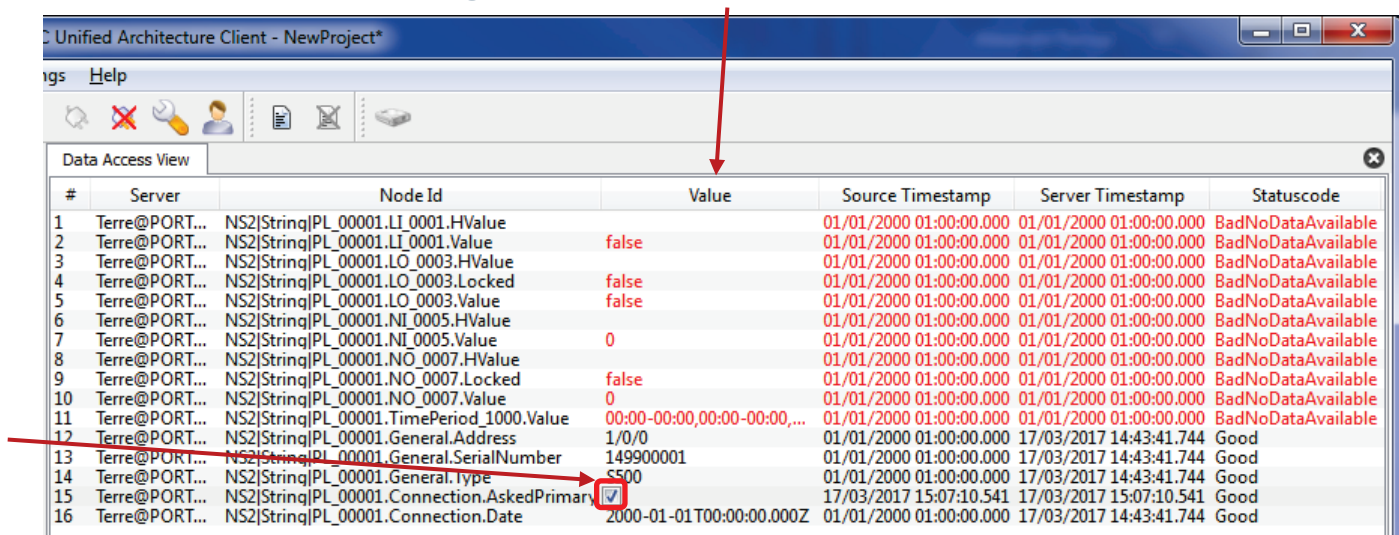 C Unified Architecture Client - NewProject*
ngs Help
Data Access View
# Server Node Id Value Source Timestamp Server Timestamp Statuscode
1 Terre@PORT... NS2|String|PL_00001.LI_0001.HValue 01/01/2000 01:00:00.000 01/01/2000 01:00:00.000 BadNoDataAvailable
2 Terre@PORT... NS2|String|PL_00001.LI_0001.Value false 01/01/2000 01:00:00.000 01/01/2000 01:00:00.000 BadNoDataAvailable
3 Terre@PORT... NS2|String|PL_00001.LO_0003.HValue 01/01/2000 01:00:00.000 01/01/2000 01:00:00.000 BadNoDataAvailable
4 Terre@PORT... NS2|String|PL_00001.LO_0003.Locked false 01/01/2000 01:00:00.000 01/01/2000 01:00:00.000 BadNoDataAvailable
5 Terre@PORT... NS2|String|PL_00001.LO_0003.Value false 01/01/2000 01:00:00.000 01/01/2000 01:00:00.000 BadNoDataAvailable
6 Terre@PORT... NS2|String|PL_00001.NI_0005.HValue 01/01/2000 01:00:00.000 01/01/2000 01:00:00.000 BadNoDataAvailable
7 Terre@PORT... NS2|String|PL_00001.NI_0005.Value 0 01/01/2000 01:00:00.000 01/01/2000 01:00:00.000 BadNoDataAvailable
8 Terre@PORT... NS2|String|PL_00001.NO_0007.HValue 01/01/2000 01:00:00.000 01/01/2000 01:00:00.000 BadNoDataAvailable
9 Terre@PORT... NS2|String|PL_00001.NO_0007.Locked false 01/01/2000 01:00:00.000 01/01/2000 01:00:00.000 BadNoDataAvailable
10 Terre@PORT... NS2|String|PL_00001.NO_0007.Value 0 01/01/2000 01:00:00.000 01/01/2000 01:00:00.000 BadNoDataAvailable
11 Terre@PORT... NS2|String|PL_00001.TimePeriod_1000.Value 00:00-00:00,00:00-00:00,... 01/01/2000 01:00:00.000 01/01/2000 01:00:00.000 BadNoDataAvailable
12 Terre@PORT... NS2|String|PL_00001.General.Address 1/0/0 01/01/2000 01:00:00.000 17/03/2017 14:43:41.744 Good
13 Terre@PORT... NS2|String|PL_00001.General.SerialNumber 149900001 01/01/2000 01:00:00.000 17/03/2017 14:43:41.744 Good
14 Terre@PORT... NS2|String|PL_00001.General.Type S500 01/01/2000 01:00:00.000 17/03/2017 14:43:41.744 Good
15 Terre@PORT... NS2|String|PL_00001.Connection.AskedPrimary 17/03/2017 15:07:10.541 17/03/2017 15:07:10.541 Good
16 Terre@PORT... NS2|String|PL_00001.Connection.Date 2000-01-01T00:00:00.000Z 01/01/2000 01:00:00.000 17/03/2017 14:43:41.744 Good